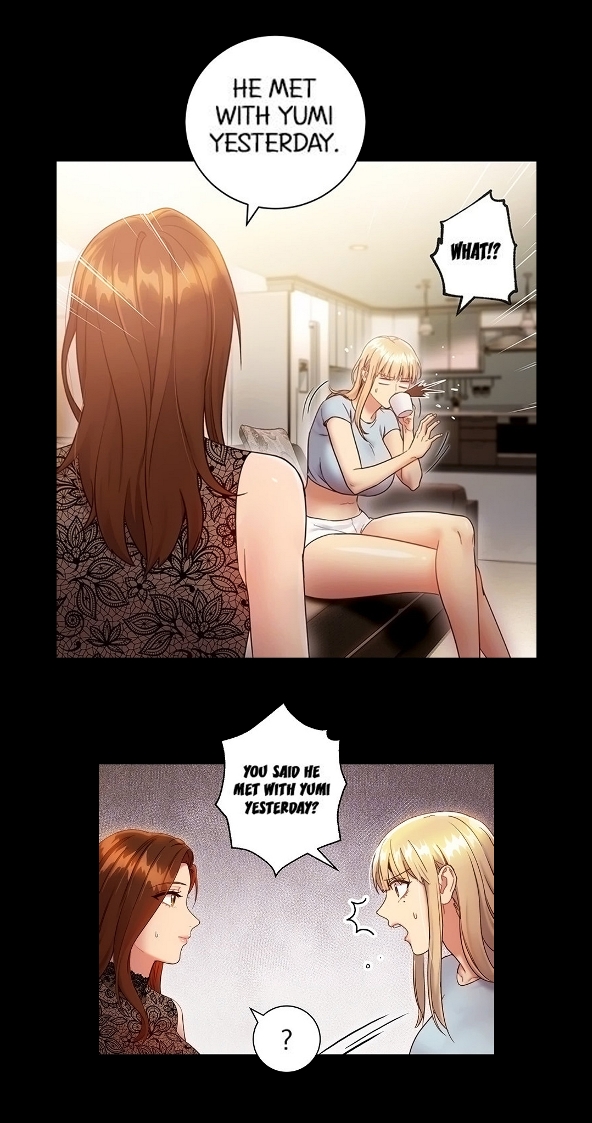 HE MET
WITH YUMI
YESTERDAY.
WHAT!?
YOU SAID HE
MET WITH YUMI
YESTERDAY?
?